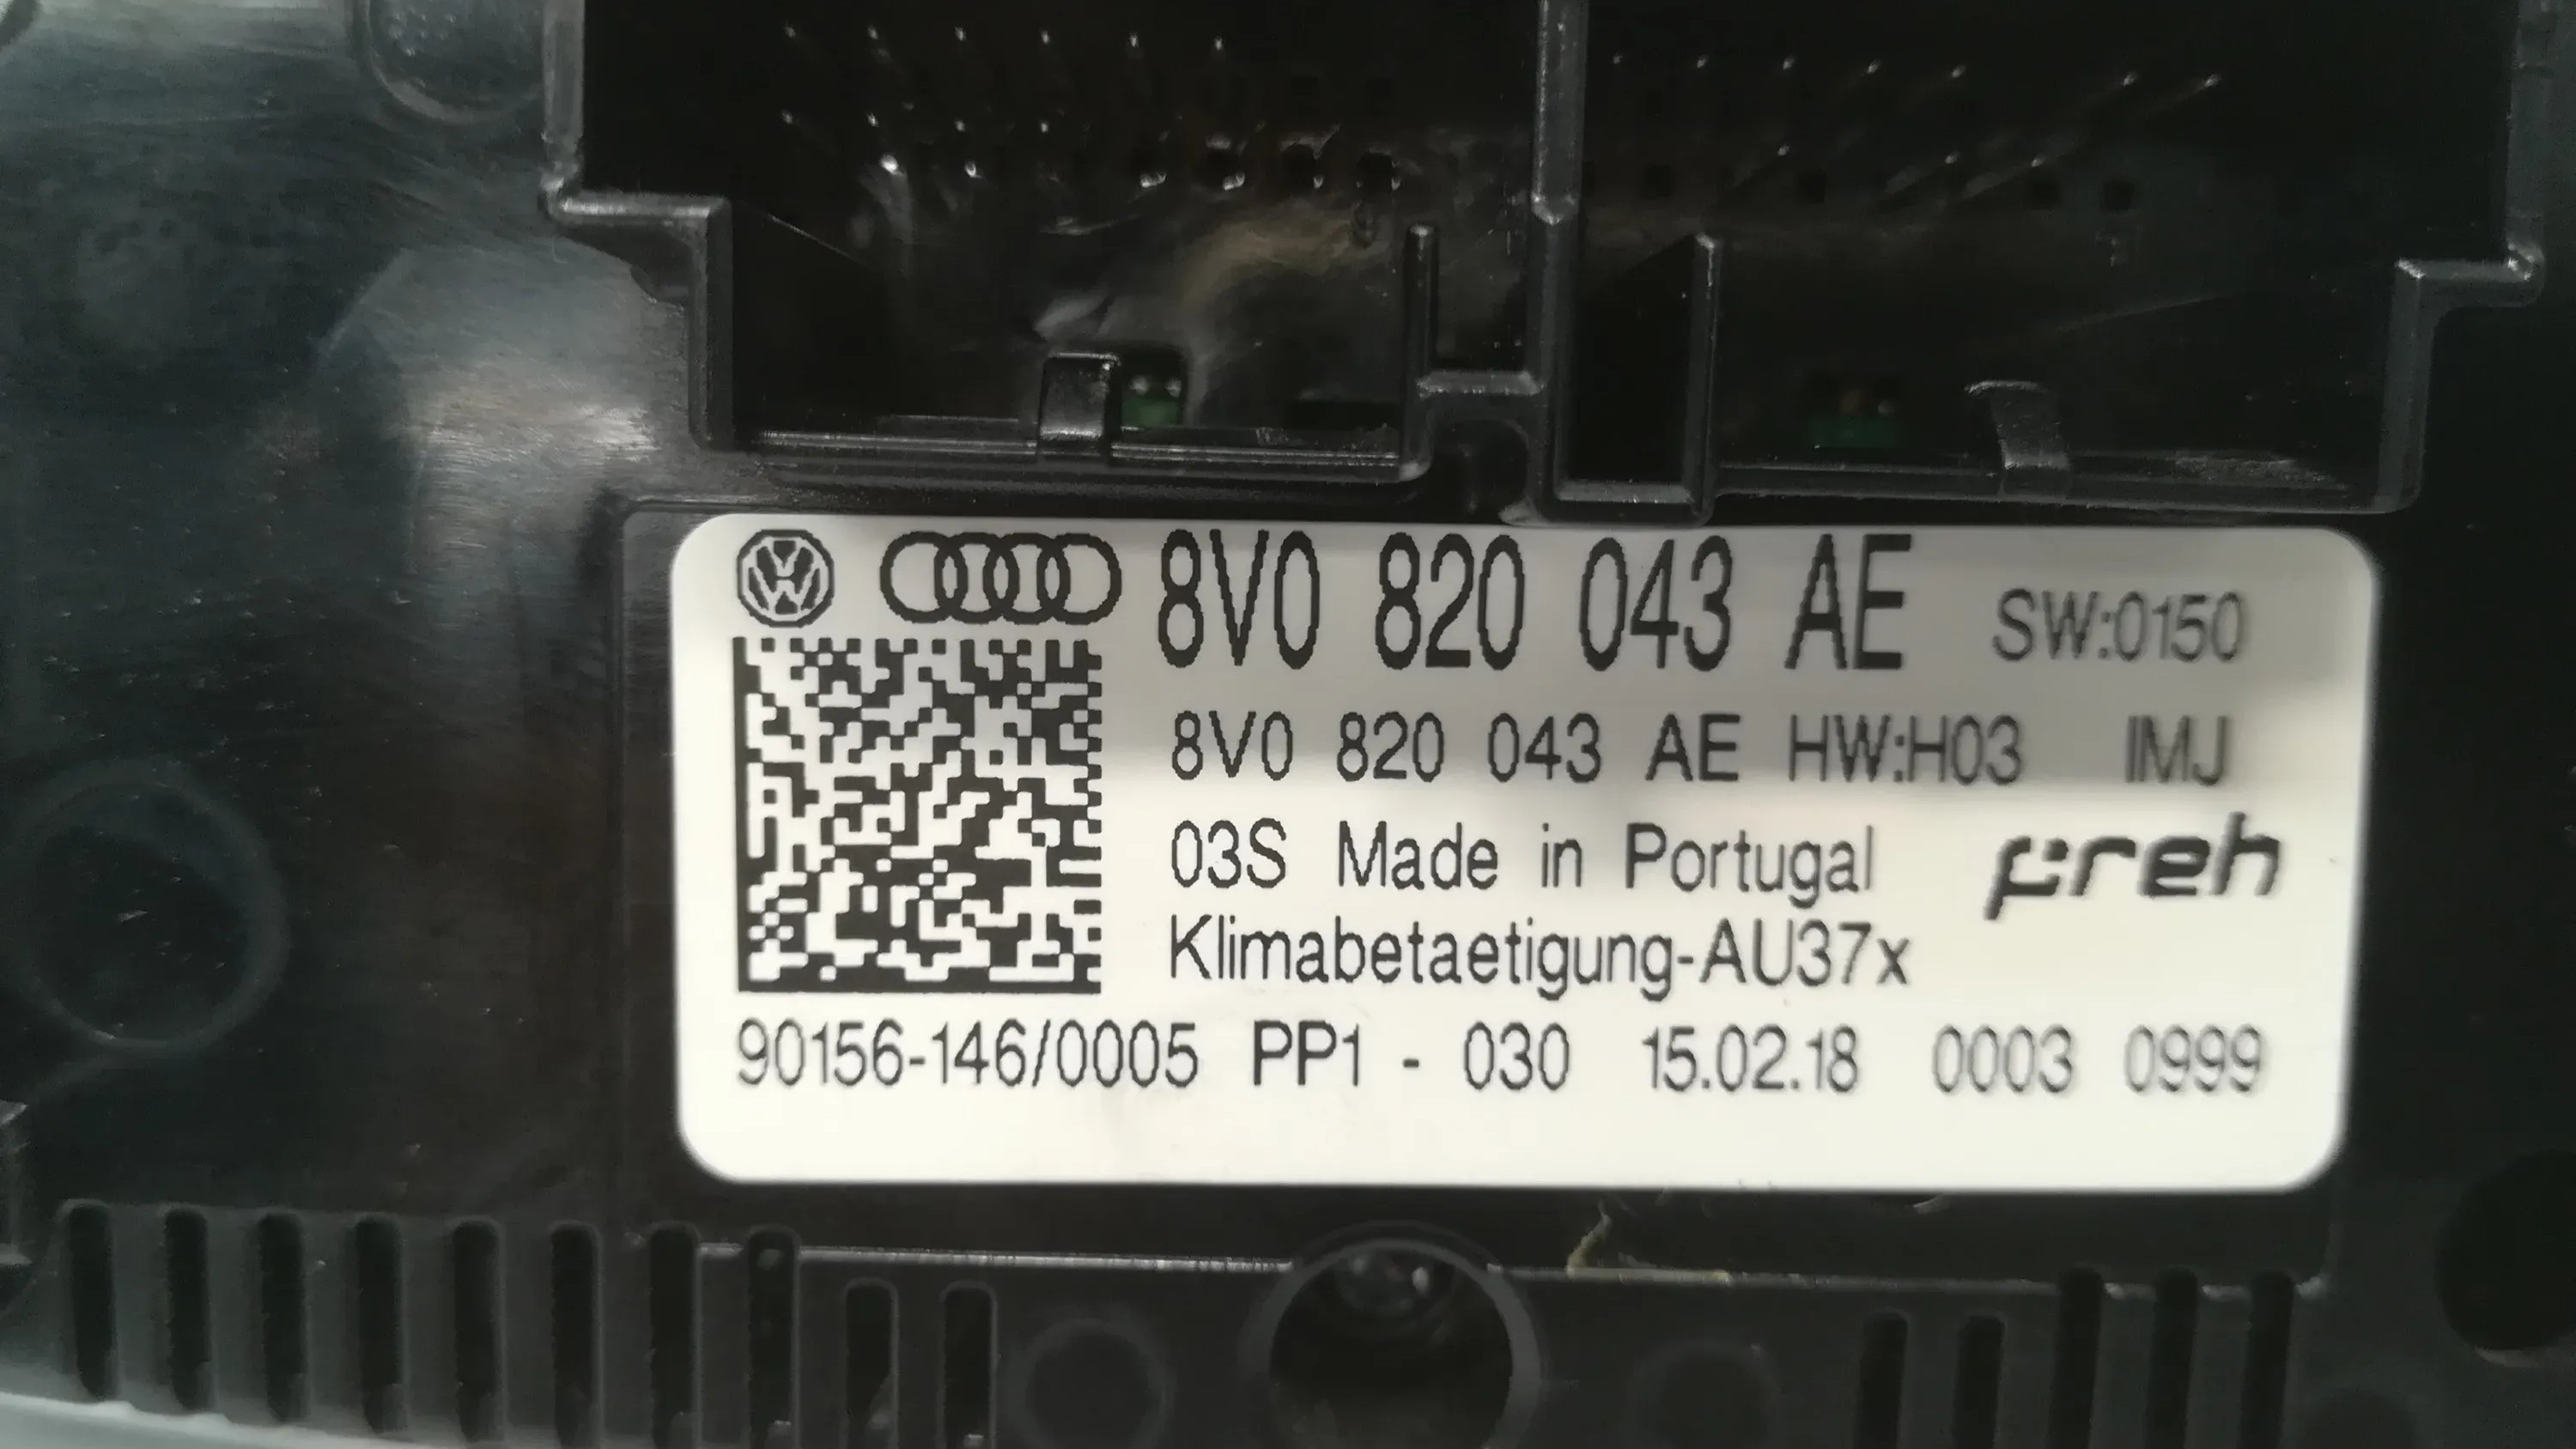 8V0 820 043 AE SW:0150
8V0 820 043 AE HW:H03 IMJ
03S Made in Portugal preh
Klimabetaetigung-AU37x
90156-146/0005 PP1 - 030 15.02.18 0003 0999